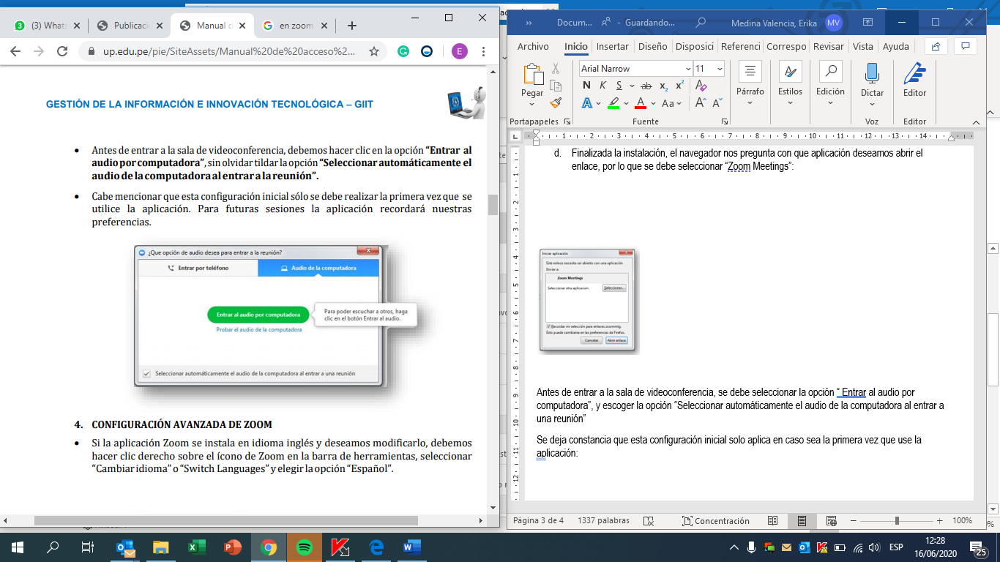 (3) Whats
Publicaci
Manual d
en zoom
up.edu.pe/pie/SiteAssets/Manual%20de%20acceso%2...
E
GESTIÓN DE LA INFORMACIÓN E INNOVACIÓN TECNOLÓGICA – GIIT
• Antes de entrar a la sala de videoconferencia, debemos hacer clic en la opción “Entrar al
audio por computadora”, sin olvidar tildar la opción “Seleccionar automáticamente el
audio de la computadora al entrar a la reunión”.
• Cabe mencionar que esta configuración inicial sólo se debe realizar la primera vez que se
utilice la aplicación. Para futuras sesiones la aplicación recordará nuestras
preferencias.
¿Que opción de audio desea para entrar a la reunión?
Entrar por teléfono
Audio de la computadora
Entrar al audio por computadora
Para poder escuchar a otros, haga
clic en el botón Entrar al audio.
Probar el audio de la computadora
Seleccionar automáticamente el audio de la computadora al entrar a una reunión
4. CONFIGURACIÓN AVANZADA DE ZOOM
• Si la aplicación Zoom se instala en idioma inglés y deseamos modificarlo, debemos
hacer clic derecho sobre el ícono de Zoom en la barra de herramientas, seleccionar
“Cambiar idioma” o “Switch Languages” y elegir la opción “Español”.
» Docum... - Guardando... Medina Valencia, Erika MV
Archivo Inicio Insertar Diseño Disposici Referenci Correspo Revisar Vista Ayuda
Pegar
Arial Narrow 11
N K S ab x2 x2 A
A A Aa A A
Párrafo
Estilos
Edición
Dictar
Editor
Portapapeles Fuente Voz Editor
1 2 3 4 5 6 7 8 9 10 11 12 13 14
1
2
3
4
5
6
7
8
9
10
11
12
d. Finalizada la instalación, el navegador nos pregunta con que aplicación deseamos abrir el
enlace, por lo que se debe seleccionar “Zoom Meetings”:
Iniciar aplicación
Este enlace necesita ser abierto con una aplicación
Enviar a:
Zoom Meetings
Seleccionar otra aplicacion
Seleccionar...
Recordar mi selección para enlaces zoommtg.
Esto puede cambiarse en las preferencias de Firefox.
Cancelar
Abrir enlace
Antes de entrar a la sala de videoconferencia, se debe seleccionar la opción “ Entrar al audio por
computadora”, y escoger la opción “Seleccionar automáticamente el audio de la computadora al entrar a
una reunión”
Se deja constancia que esta configuración inicial solo aplica en caso sea la primera vez que use la
aplicación:
Página 3 de 4 1337 palabras Concentración 100%
ESP
12:28
16/06/2020
25